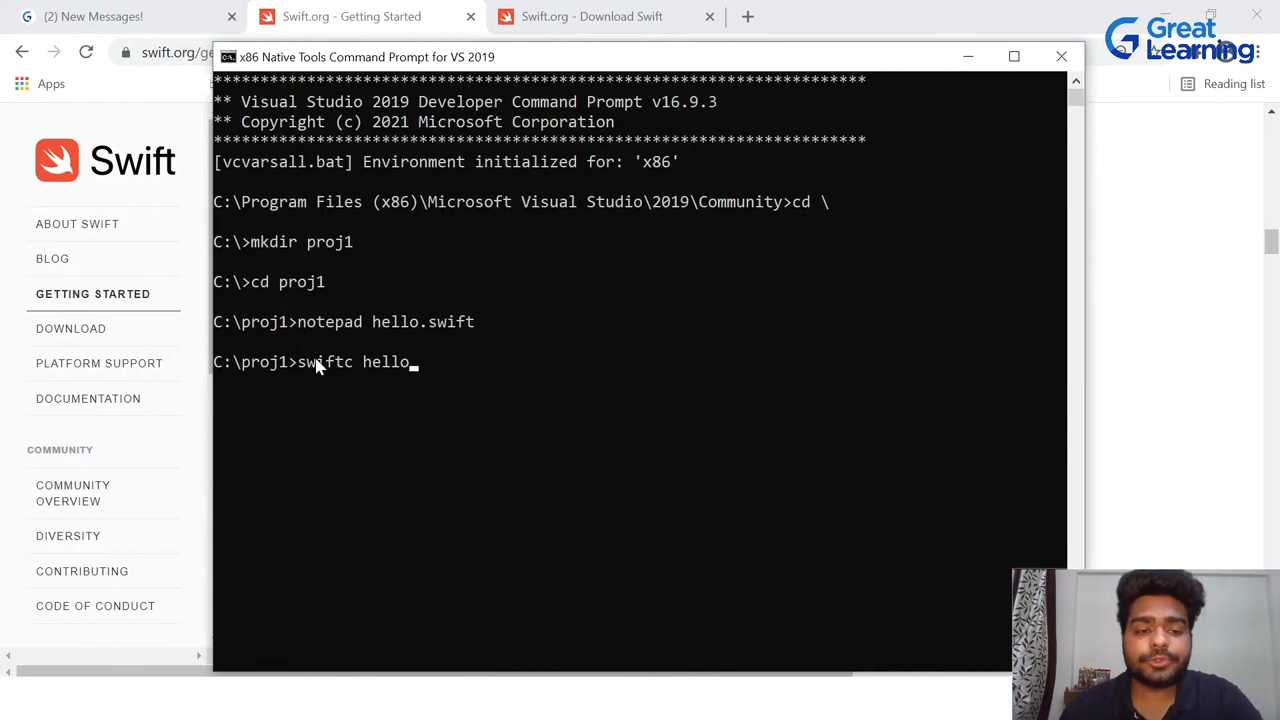 (2) New Messages!
Swift.org - Getting Started
Swift.org - Download Swift
swift.org/ge
Apps
Reading list
Great
Learning
x86 Native Tools Command Prompt for VS 2019
**********************************************************************
** Visual Studio 2019 Developer Command Prompt v16.9.3
** Copyright (c) 2021 Microsoft Corporation
**********************************************************************
[vcvarsall.bat] Environment initialized for: 'x86'
C:\Program Files (x86)\Microsoft Visual Studio\2019\Community>cd \
C:\>mkdir proj1
C:\>cd proj1
C:\proj1>notepad hello.swift
C:\proj1>swiftc hello_
Swift
ABOUT SWIFT
BLOG
GETTING STARTED
DOWNLOAD
PLATFORM SUPPORT
DOCUMENTATION
COMMUNITY
COMMUNITY
OVERVIEW
DIVERSITY
CONTRIBUTING
CODE OF CONDUCT